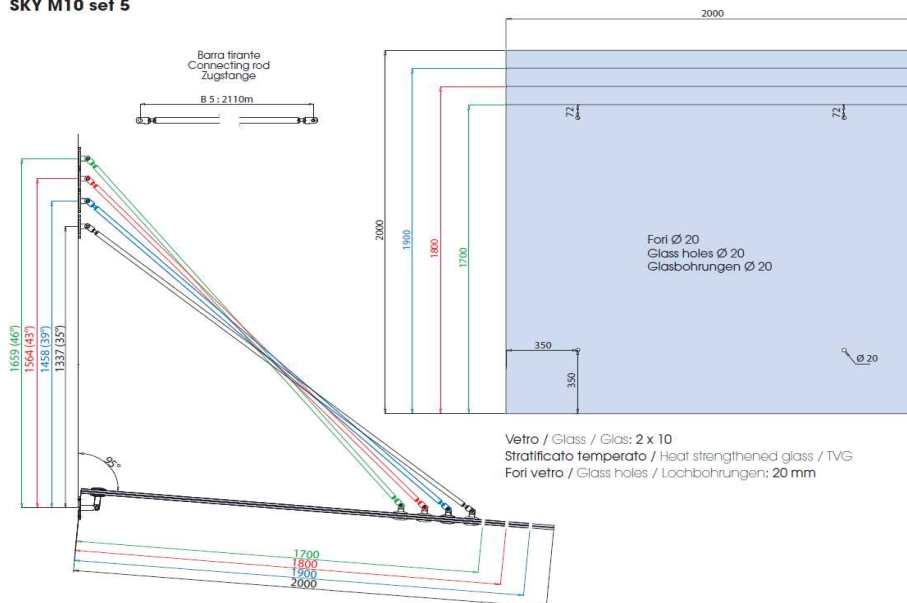 SKY M10 set 5
Barra tirante
Connecting rod
Zugstange
B 5 : 2110m
2000
2000
1900
1800
1700
72
72
Fori Ø 20
Glass holes Ø 20
Glasbohrungen Ø 20
350
350
Ø 20
1659 (46°)
1564 (43°)
1458 (39°)
1337 (35°)
95°
1700
1800
1900
2000
Vetro / Glass / Glas: 2 x 10
Stratificato temperato / Heat strengthened glass / TVG
Fori vetro / Glass holes / Lochbohrungen: 20 mm